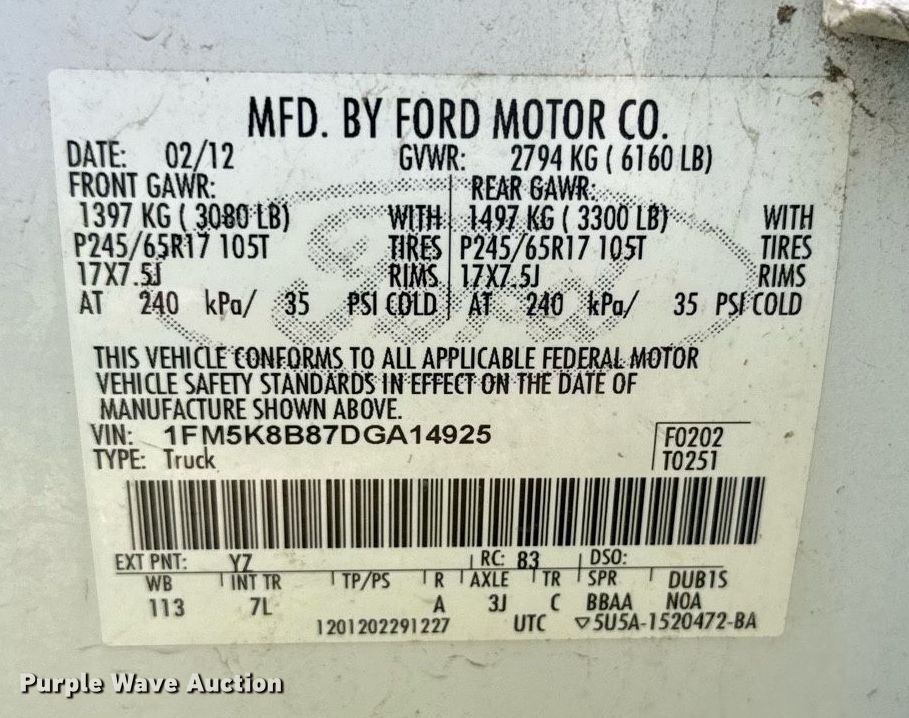 MFD. BY FORD MOTOR CO.
DATE: 02/12 GVWR: 2794 KG ( 6160 LB)
FRONT GAWR: REAR GAWR:
1397 KG ( 3080 LB) WITH 1497 KG ( 3300 LB) WITH
P245/65R17 105T TIRES P245/65R17 105T TIRES
17X7.5J RIMS 17X7.5J RIMS
AT 240 kPa/ 35 PSI COLD AT 240 kPa/ 35 PSI COLD
Ford
THIS VEHICLE CONFORMS TO ALL APPLICABLE FEDERAL MOTOR
VEHICLE SAFETY STANDARDS IN EFFECT ON THE DATE OF
MANUFACTURE SHOWN ABOVE.
VIN: 1FM5K8B87DGA14925 F0202
TYPE: Truck T0251
EXT PNT: YZ RC: 83 DSO:
WB INT TR TP/PS R AXLE TR SPR DUB1S
113 7L A 3J C BBAA NOA
1201202291227 UTC ▽5U5A-1520472-BA
Purple Wave Auction